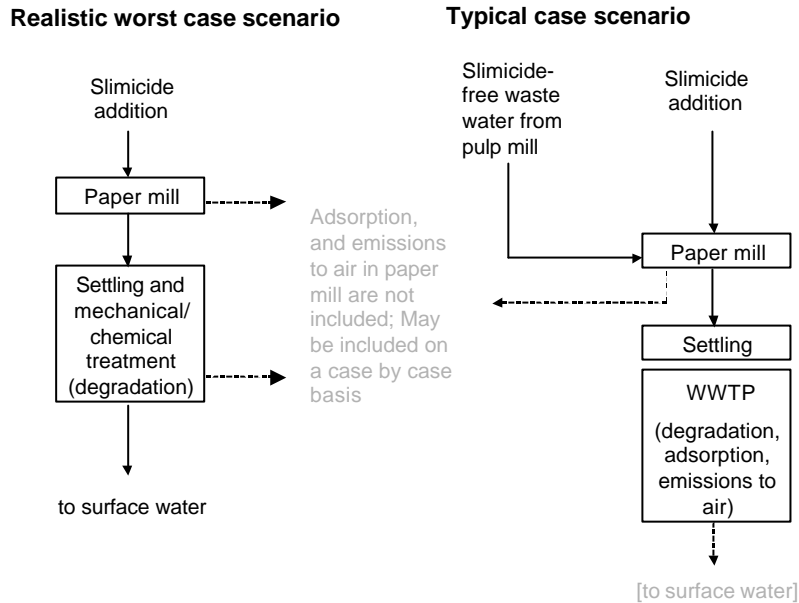 Realistic worst case scenario
Slimicide
addition
Paper mill
Settling and
mechanical/
chemical
treatment
(degradation)
to surface water
Adsorption,
and emissions
to air in paper
mill are not
included; May
be included on
a case by case
basis
Typical case scenario
Slimicide-
free waste
water from
pulp mill
Slimicide
addition
Paper mill
Settling
WWTP
(degradation,
adsorption,
emissions to
air)
[to surface water]